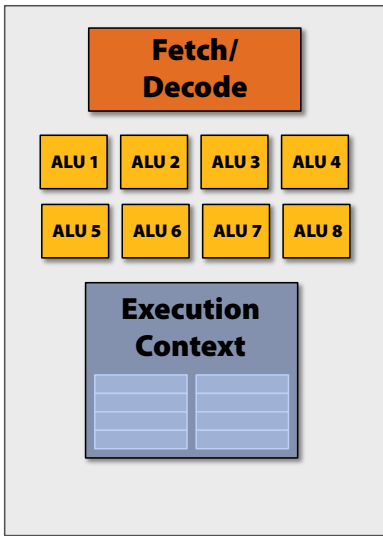 Fetch/
Decode
ALU 1 ALU 2 ALU 3 ALU 4
ALU 5 ALU 6 ALU 7 ALU 8
Execution
Context